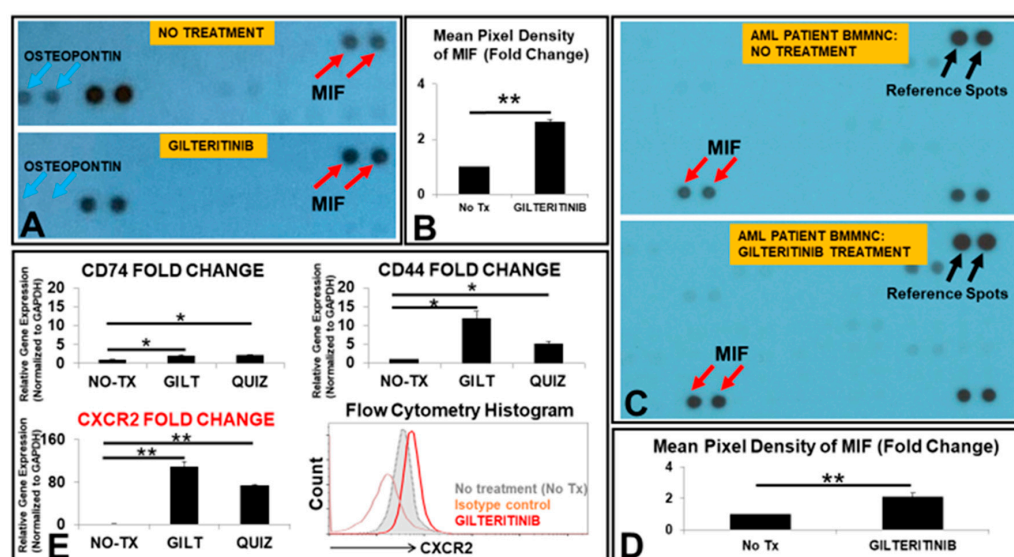 NO TREATMENT
OSTEOPONTIN
MIF
GILTERITINIB
OSTEOPONTIN
MIF
A
Mean Pixel Density
of MIF (Fold Change)
4
2
0
**
No Tx
GILTERITINIB
B
AML PATIENT BMMNC:
NO TREATMENT
Reference Spots
MIF
AML PATIENT BMMNC:
GILTERITINIB
TREATMENT
Reference Spots
MIF
C
Mean Pixel Density of MIF (Fold Change)
4
2
0
**
No Tx
GILTERITINIB
D
CD74 FOLD CHANGE
Relative Gene Expression
(Normalized to GAPDH)
20
15
10
5
0
*
*
NO-TX
GILT
QUIZ
CD44 FOLD CHANGE
Relative Gene Expression
(Normalized to GAPDH)
20
15
10
5
0
*
*
NO-TX
GILT
QUIZ
CXCR2 FOLD CHANGE
Relative Gene Expression
(Normalized to GAPDH)
160
80
0
**
**
NO-TX
GILT
QUIZ
Flow Cytometry Histogram
Count
No treatment (No Tx)
Isotype control
GILTERITINIB
CXCR2
E